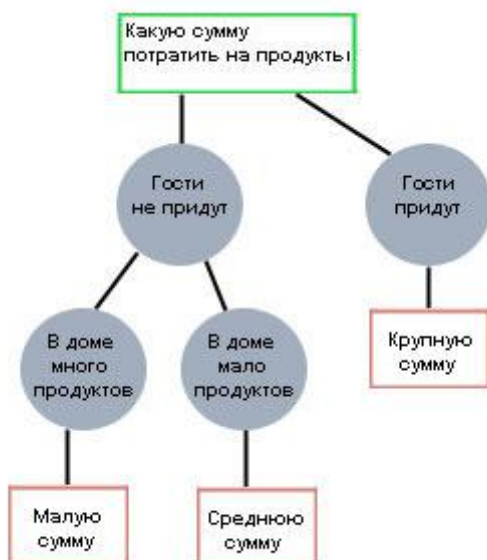 Какую сумму
потратить на продукты
Гости
не придут
Гости
придут
В доме
много
продуктов
В доме
мало
продуктов
Крупную
сумму
Малую
сумму
Среднюю
сумму